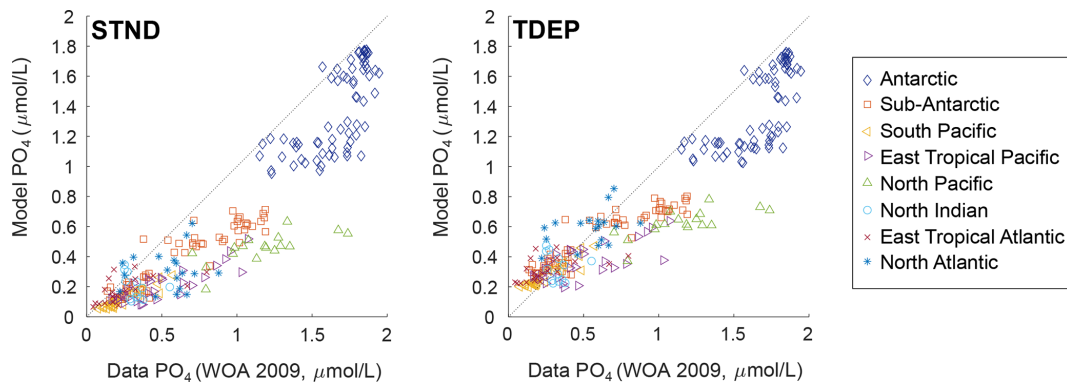 STND
2
1.8
1.6
1.4
1.2
1
0.8
0.6
0.4
0.2
0
Model PO4 ( μmol/L)
0
0.5
1
1.5
2
Data PO4 (WOA 2009, μmol/L)
TDEP
2
1.8
1.6
1.4
1.2
1
0.8
0.6
0.4
0.2
0
Model PO4 ( μmol/L)
0
0.5
1
1.5
2
Data PO4 (WOA 2009, μmol/L)
Antarctic
Sub-Antarctic
South Pacific
East Tropical Pacific
North Pacific
North Indian
East Tropical Atlantic
North Atlantic